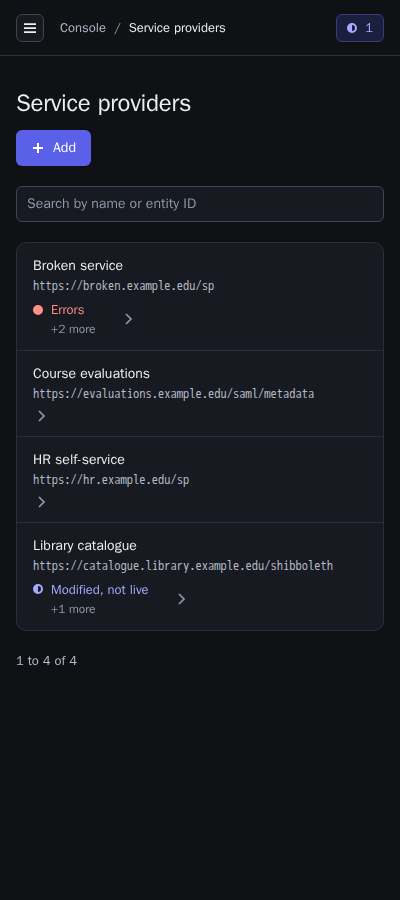 Console / Service providers
1
Service providers
Add
Search by name or entity ID
Broken service
https://broken.example.edu/sp
Errors
+2 more
Course evaluations
https://evaluations.example.edu/saml/metadata
HR self-service
https://hr.example.edu/sp
Library catalogue
https://catalogue.library.example.edu/shibboleth
Modified, not live
+1 more
1 to 4 of 4